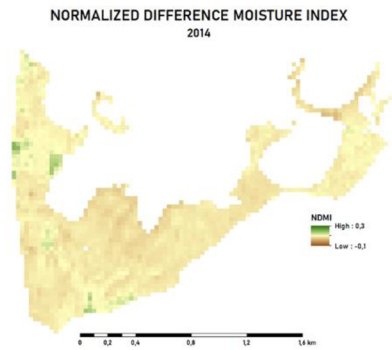 NORMALIZED DIFFERENCE MOISTURE INDEX
2014
NDMI
High : 0,3
Low : -0,1
0 0,2 0,4 0,8 1,2 1,6 km